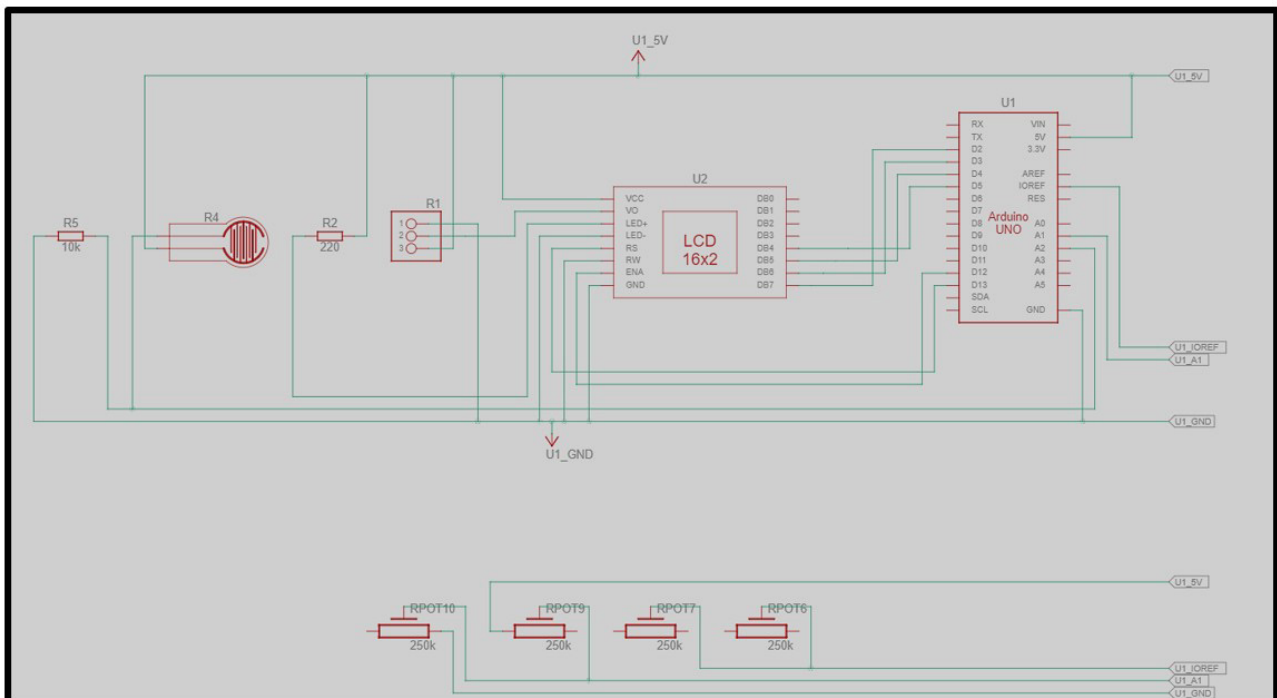 U1_5V
U1_5V
U1
RX
TX
D2
D3
D4
D5
D6
D7
D8
D9
D10
D11
D12
D13
SDA
SCL
VIN
5V
3.3V
AREF
IOREF
RES
A0
A1
A2
A3
A4
A5
GND
Arduino
UNO
U2
VCC
VO
LED+
LED-
RS
RW
ENA
GND
LCD
16x2
DB0
DB1
DB2
DB3
DB4
DB5
DB6
DB7
R5
10k
R4
R2
220
R1
1
2
3
U1_IOREF
U1_A1
U1_GND
U1_GND
U1_5V
RPOT10
250k
RPOT9
250k
RPOT7
250k
RPOT6
250k
U1_IOREF
U1_A1
U1_GND